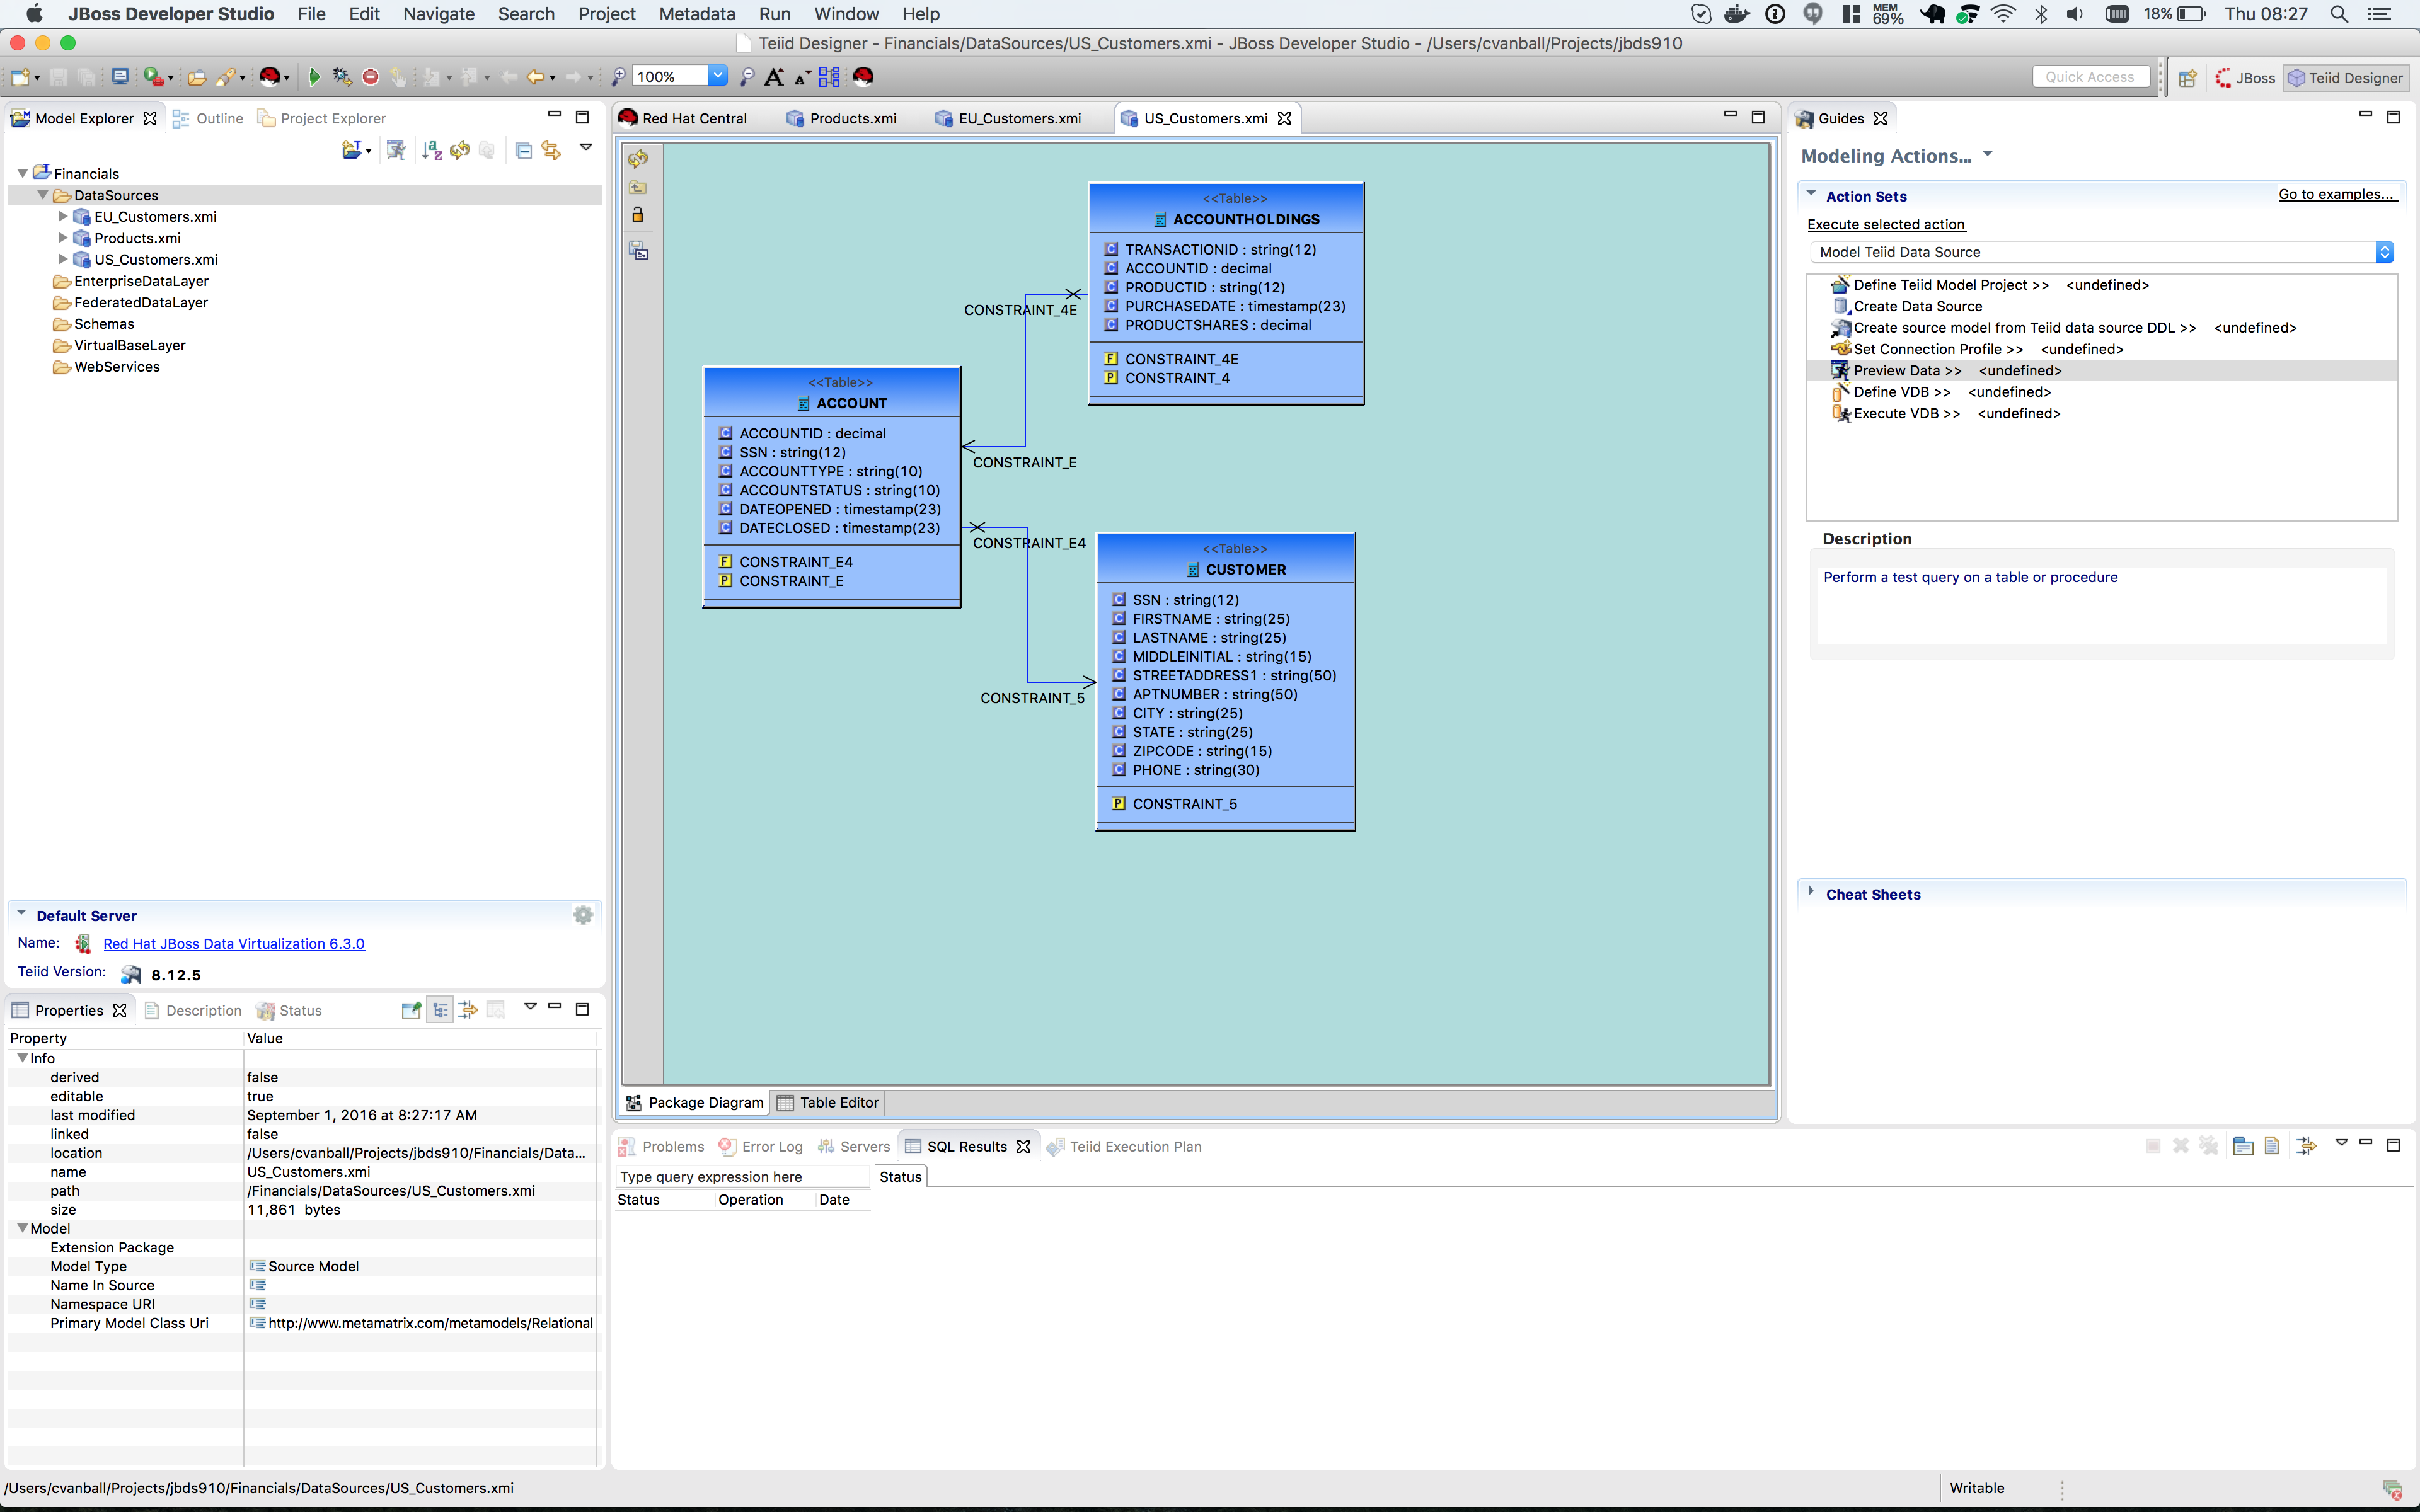 JBoss Developer Studio File Edit Navigate Search Project Metadata Run Window Help MEM 69% 18% Thu 08:27
Teiid Designer - Financials/DataSources/US_Customers.xmi - JBoss Developer Studio - /Users/cvanball/Projects/jbds910
100% Quick Access JBoss Teiid Designer
Model Explorer Outline Project Explorer
Financials
DataSources
EU_Customers.xmi
Products.xmi
US_Customers.xmi
EnterpriseDataLayer
FederatedDataLayer
Schemas
VirtualBaseLayer
WebServices
Default Server
Name: Red Hat JBoss Data Virtualization 6.3.0
Teiid Version: 8.12.5
Properties Description Status
Property Value
Info
derived false
editable true
last modified September 1, 2016 at 8:27:17 AM
linked false
location /Users/cvanball/Projects/jbds910/Financials/Data...
name US_Customers.xmi
path /Financials/DataSources/US_Customers.xmi
size 11,861 bytes
Model
Extension Package
Model Type Source Model
Name In Source
Namespace URI
Primary Model Class Uri http://www.metamatrix.com/metamodels/Relational
Red Hat Central Products.xmi EU_Customers.xmi US_Customers.xmi
<<Table>>
ACCOUNTHOLDINGS
TRANSACTIONID : string(12)
ACCOUNTID : decimal
PRODUCTID : string(12)
PURCHASEDATE : timestamp(23)
PRODUCTSHARES : decimal
F CONSTRAINT_4E
P CONSTRAINT_4
CONSTRAINT_4E
<<Table>>
ACCOUNT
ACCOUNTID : decimal
SSN : string(12)
ACCOUNTTYPE : string(10)
ACCOUNTSTATUS : string(10)
DATEOPENED : timestamp(23)
DATECLOSED : timestamp(23)
F CONSTRAINT_E4
P CONSTRAINT_E
CONSTRAINT_E
CONSTRAINT_E4
CONSTRAINT_5
<<Table>>
CUSTOMER
SSN : string(12)
FIRSTNAME : string(25)
LASTNAME : string(25)
MIDDLEINITIAL : string(15)
STREETADDRESS1 : string(50)
APTNUMBER : string(50)
CITY : string(25)
STATE : string(25)
ZIPCODE : string(15)
PHONE : string(30)
P CONSTRAINT_5
Package Diagram Table Editor
Problems Error Log Servers SQL Results Teiid Execution Plan
Type query expression here Status
Status Operation Date
Guides
Modeling Actions...
Action Sets Go to examples...
Execute selected action
Model Teiid Data Source
Define Teiid Model Project >> <undefined>
Create Data Source
Create source model from Teiid data source DDL >> <undefined>
Set Connection Profile >> <undefined>
Preview Data >> <undefined>
Define VDB >> <undefined>
Execute VDB >> <undefined>
Description
Perform a test query on a table or procedure
Cheat Sheets
/Users/cvanball/Projects/jbds910/Financials/DataSources/US_Customers.xmi Writable